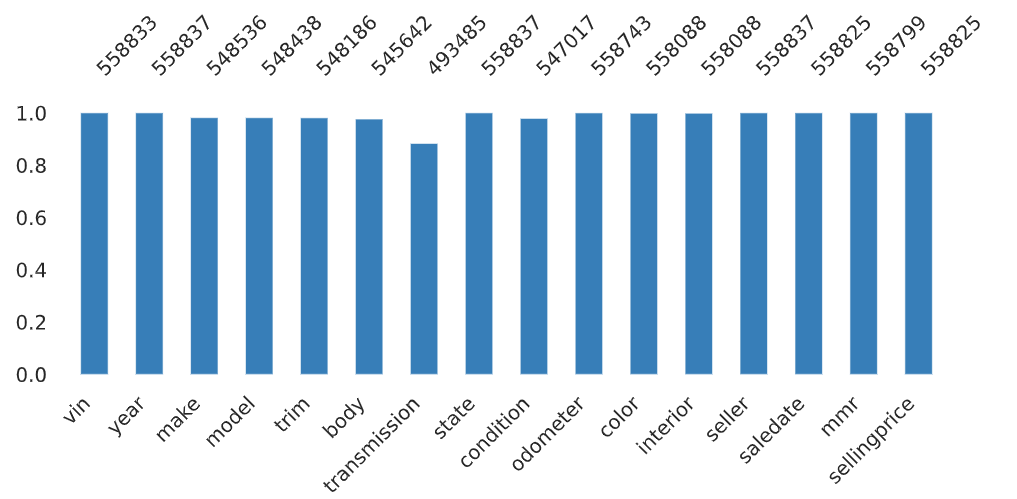 558833
558837
548536
548438
548186
545642
493485
558837
547017
558743
558088
558088
558837
558825
558799
558825
1.0
0.8
0.6
0.4
0.2
0.0
vin
year
make
model
trim
body
transmission
state
condition
odometer
color
interior
seller
saledate
mmr
sellingprice